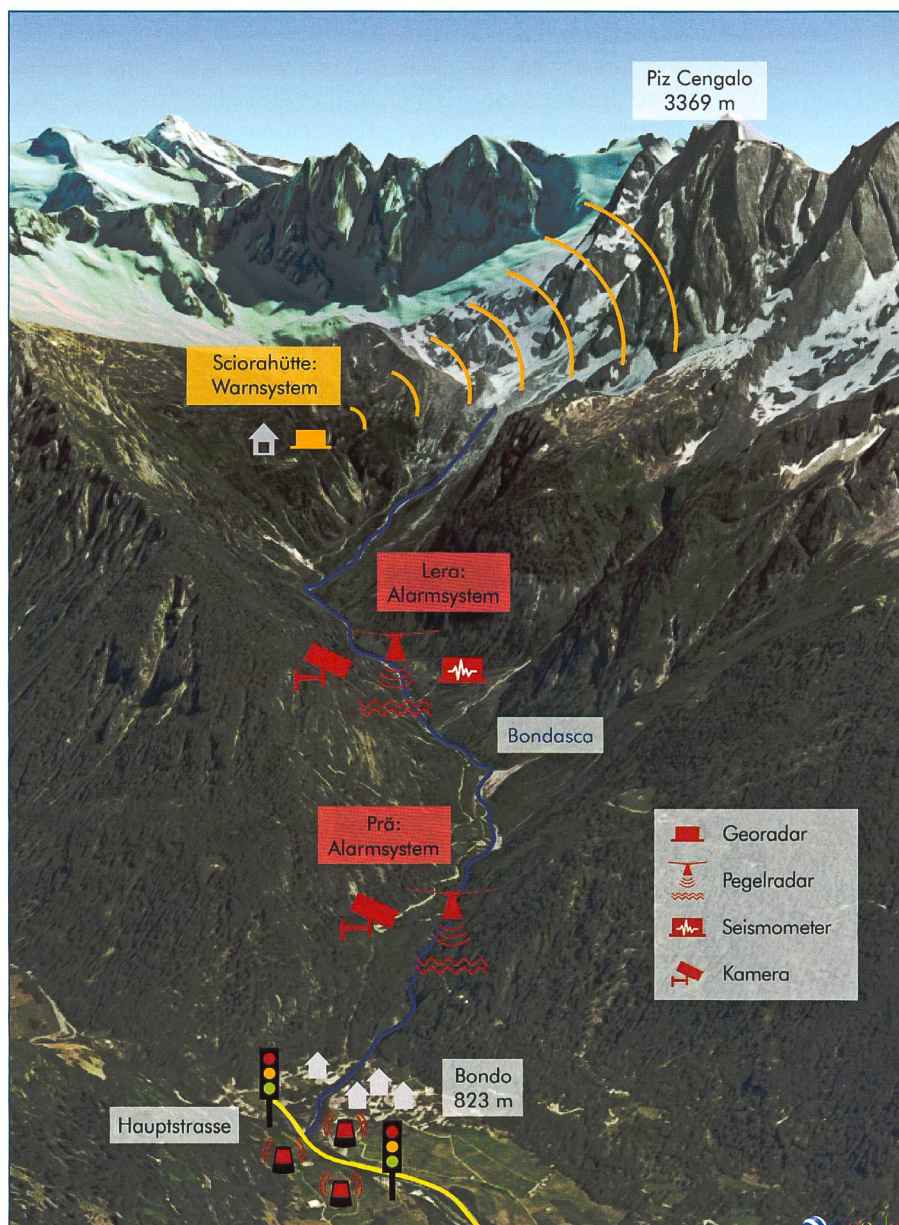 Piz Cengalo
3369 m
Sciorahütte:
Warnsystem
Lera:
Alarmsystem
Bondasca
Prä:
Alarmsystem
Georadar
Pegelradar
Seismometer
Kamera
Bondo
823 m
Hauptstrasse